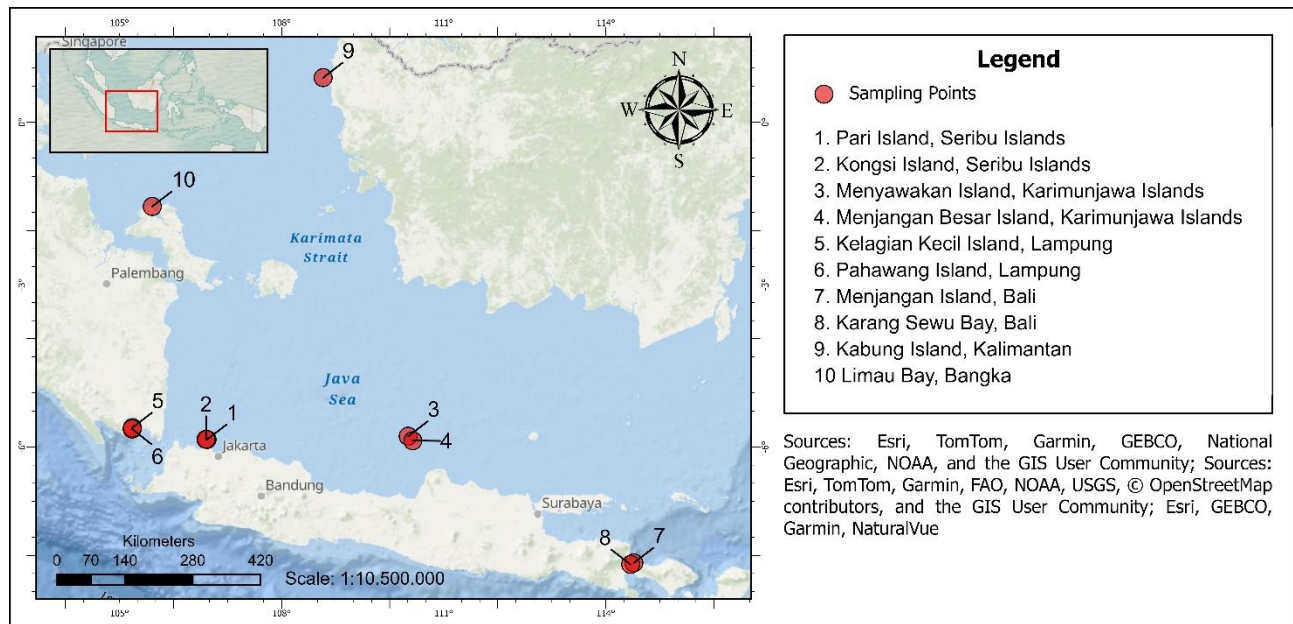 105° 108° 111° 114°
Singapore
9
N
W E
S
0° 0°
10
Karimata
Strait
Palembang
-3° -3°
Java
Sea
5
2 1 3
4
6
Jakarta
-6°
Bandung
Surabaya
8 7
Kilometers
0 70 140 280 420
Scale: 1:10.500.000
105° 108° 111° 114°
Legend
Sampling Points
1. Pari Island, Seribu Islands
2. Kongsi Island, Seribu Islands
3. Menyawakan Island, Karimunjawa Islands
4. Menjangan Besar Island, Karimunjawa Islands
5. Kelagian Kecil Island, Lampung
6. Pahawang Island, Lampung
7. Menjangan Island, Bali
8. Karang Sewu Bay, Bali
9. Kabung Island, Kalimantan
10 Limau Bay, Bangka
Sources: Esri, TomTom, Garmin, GEBCO, National
Geographic, NOAA, and the GIS User Community; Sources:
Esri, TomTom, Garmin, FAO, NOAA, USGS, © OpenStreetMap
contributors, and the GIS User Community; Esri, GEBCO,
Garmin, NaturalVue